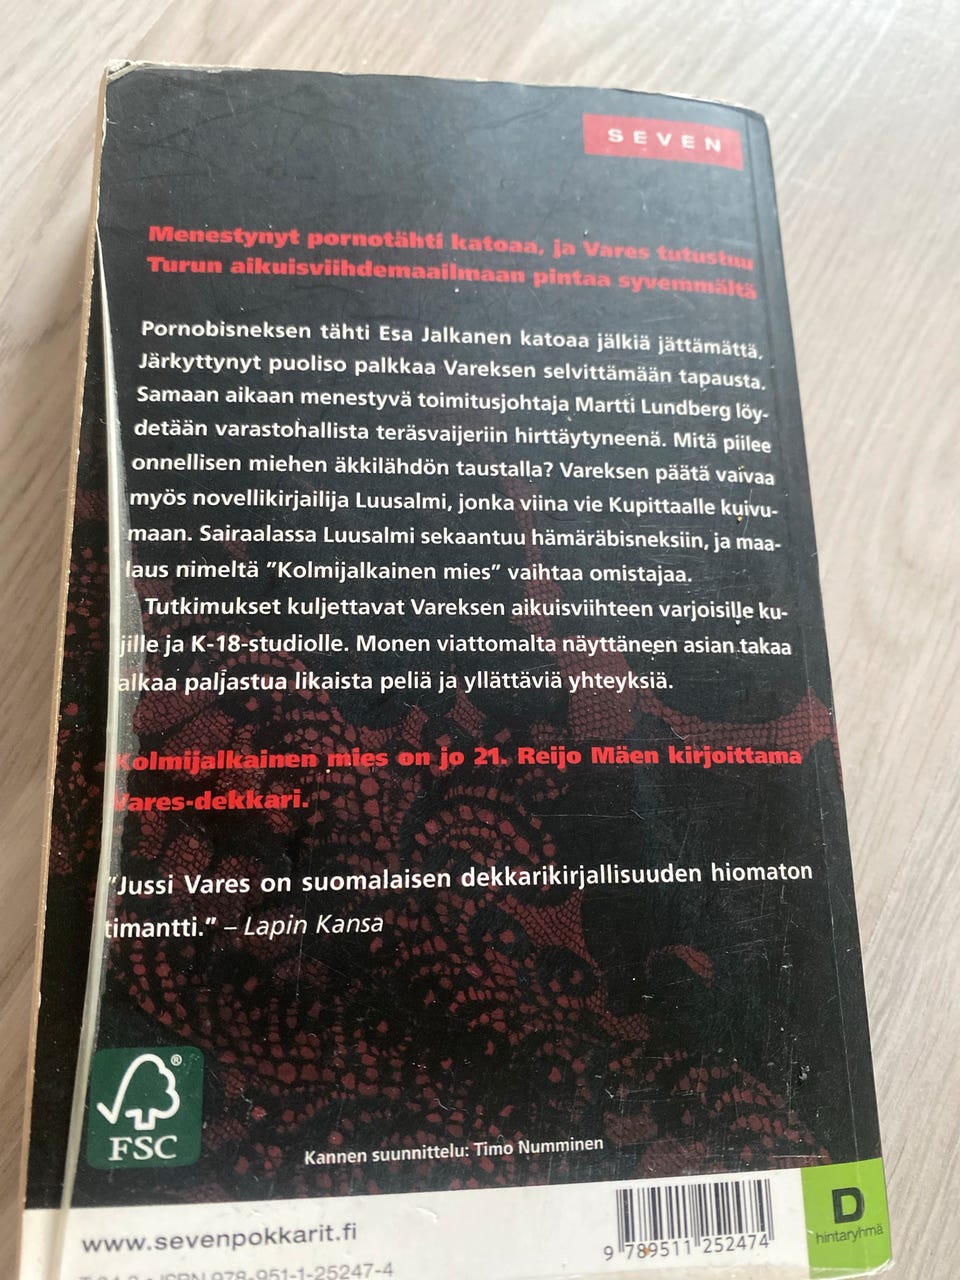 SEVEN
Menestynyt pornotähti katoaa, ja Vares tutustuu
Turun aikuisviihdemaailmaan pintaa syvemmältä
Pornobisneksen tähti Esa Jalkanen katoaa jälkiä jättämättä.
Järkyttynyt puoliso palkkaa Vareksen selvittämään tapausta.
Samaan aikaan menestyvä toimitusjohtaja Martti Lundberg löy-
detään varastohallista teräsvaijeriin hirttäytyneenä. Mitä piilee
onnellisen miehen äkkilähdön taustalla? Vareksen päätä vaivaa
myös novellikirjailija Luusalmi, jonka viina vie Kupittaalle kuivu-
maan. Sairaalassa Luusalmi sekaantuu hämäräbisneksiin, ja maa-
laus nimeltä ”Kolmijalkainen mies” vaihtaa omistajaa.
Tutkimukset kuljettavat Vareksen aikuisviihteen varjoisille ku-
jille ja K-18-studiolle. Monen viattomalta näyttäneen asian takaa
alkaa paljastua likaista peliä ja yllättäviä yhteyksiä.
Kolmijalkainen mies on jo 21. Reijo Mäen kirjoittama
Vares-dekkari.
”Jussi Vares on suomalaisen dekkarikirjallisuuden hiomaton
timantti.” – Lapin Kansa
®
FSC
Kannen suunnittelu: Timo Numminen
www.sevenpokkarit.fi
ISBN 978-951-1-25247-4
9 789511 252474
D
hintaryhmä